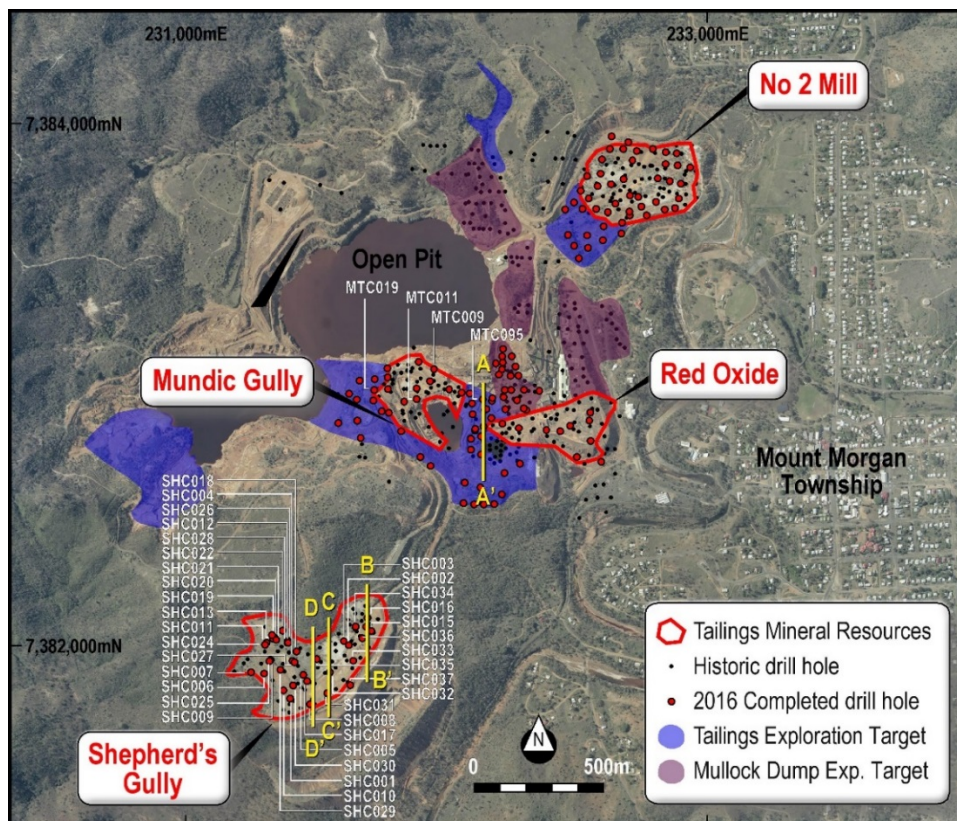 231,000mE
233,000mE
No 2 Mill
7,384,000mN
Open Pit
MTC019
MTC011
MTC009
MTC095
A
Mundic Gully
Red Oxide
Mount Morgan
Township
A'
SHC018
SHC004
SHC026
SHC012
SHC028
SHC022
SHC021
SHC020
SHC019
SHC013
SHC011
SHC024
SHC027
SHC007
SHC006
SHC025
SHC009
B
SHC003
SHC002
SHC034
SHC016
SHC015
SHC036
SHC033
SHC035
SHC037
SHC032
D
C
B'
7,382,000mN
SHC031
SHC008
SHC017
SHC005
SHC030
SHC001
SHC010
SHC029
C'
D'
Shepherd's
Gully
N
0 500m
Tailings Mineral Resources
Historic drill hole
2016 Completed drill hole
Tailings Exploration Target
Mullock Dump Exp. Target